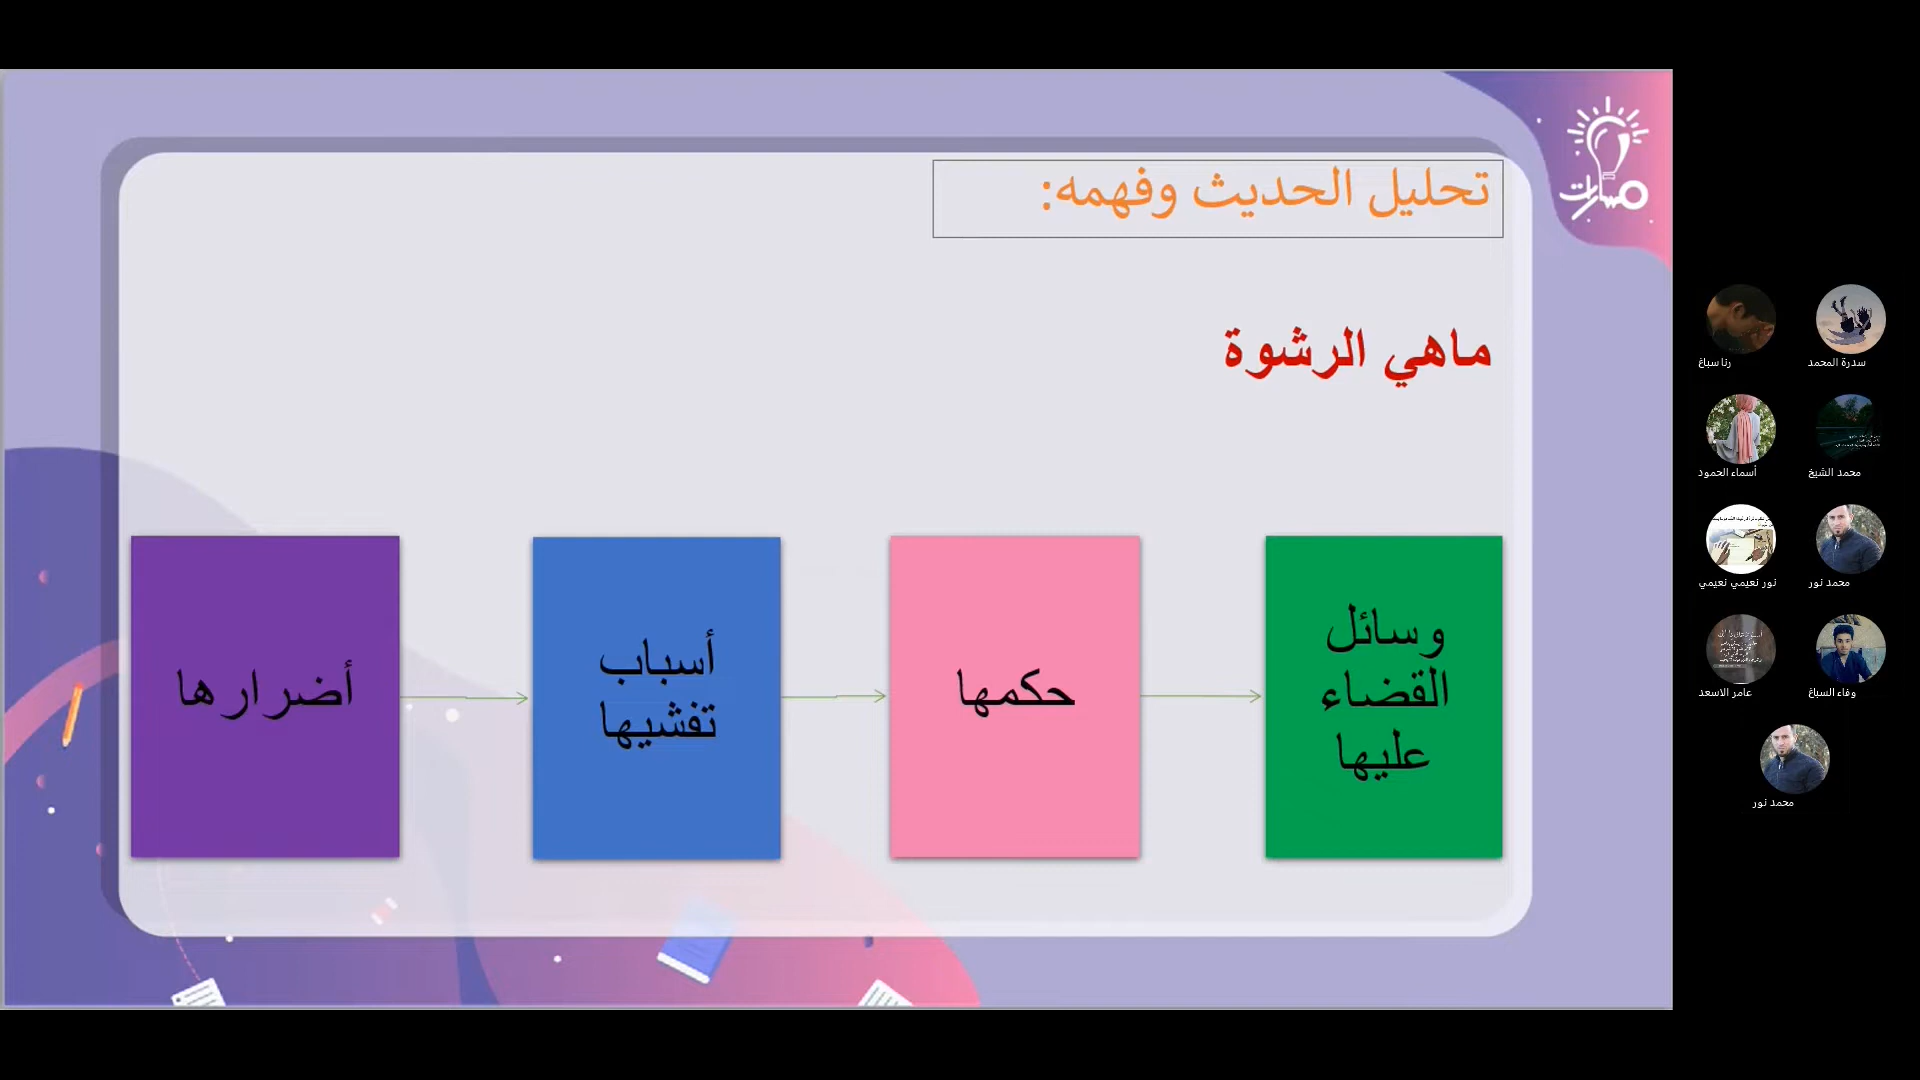 مسارات
تحليل الحديث وفهمه:
ماهي الرشوة
وسائل
القضاء
عليها
حكمها
أسباب
تفشيها
أضرارها
سدرة المحمد
رنا سباغ
محمد الشيخ
أسماء الحمود
محمد نور
نور نعيمي نعيمي
وفاء السباغ
عامر الاسعد
محمد نور